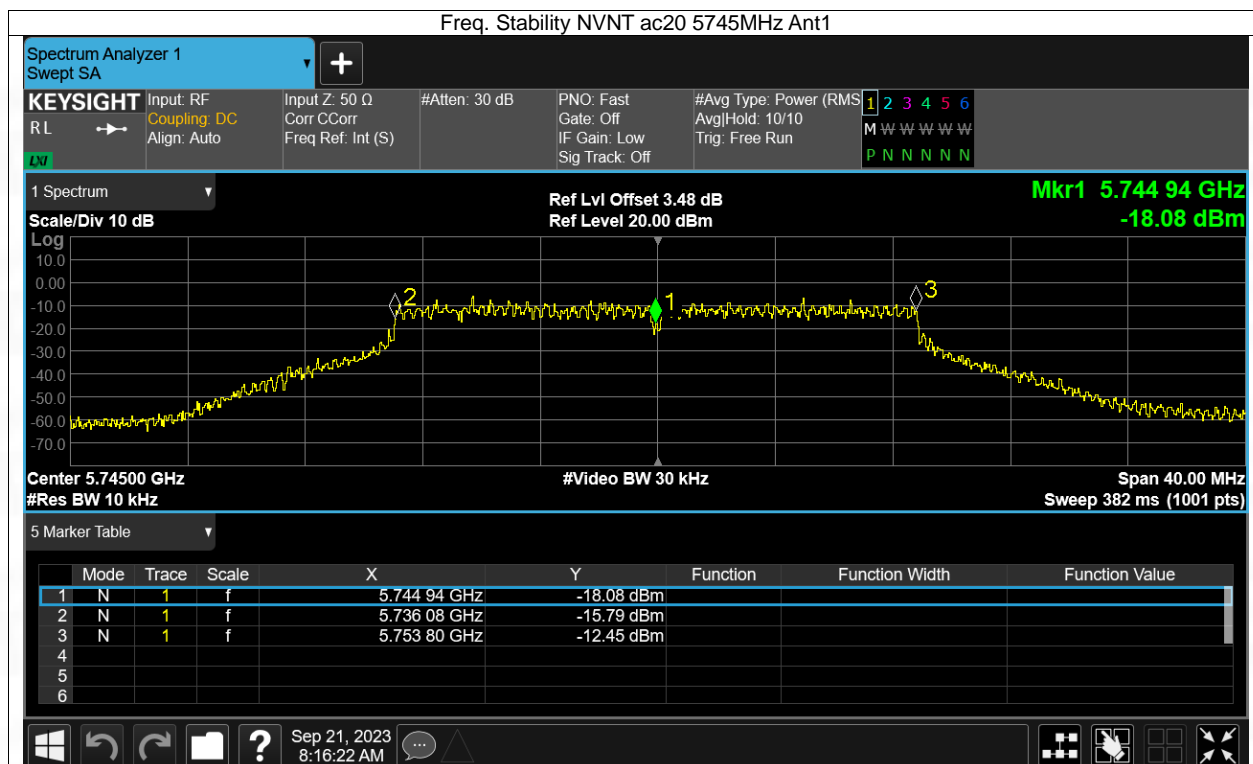 Freq. Stability NVNT ac20 5745MHz Ant1
Spectrum Analyzer 1
Swept SA
KEYSIGHT Input: RF Input Z: 50 Ω #Atten: 30 dB PNO: Fast #Avg Type: Power (RMS 1 2 3 4 5 6
RL Coupling: DC Corr CCorr Gate: Off Avg|Hold: 10/10 M W W W W W
Align: Auto Freq Ref: Int (S) IF Gain: Low Trig: Free Run
LXI Sig Track: Off P N N N N N
1 Spectrum Ref Lvl Offset 3.48 dB Mkr1 5.744 94 GHz
Scale/Div 10 dB Ref Level 20.00 dBm -18.08 dBm
Log
10.0
0.00
-10.0
-20.0
-30.0
-40.0
-50.0
-60.0
-70.0
2 1 3
Center 5.74500 GHz #Video BW 30 kHz Span 40.00 MHz
#Res BW 10 kHz Sweep 382 ms (1001 pts)
5 Marker Table
Mode Trace Scale X Y Function Function Width Function Value
1 N 1 f 5.744 94 GHz -18.08 dBm
2 N 1 f 5.736 08 GHz -15.79 dBm
3 N 1 f 5.753 80 GHz -12.45 dBm
4
5
6
? Sep 21, 2023
8:16:22 AM